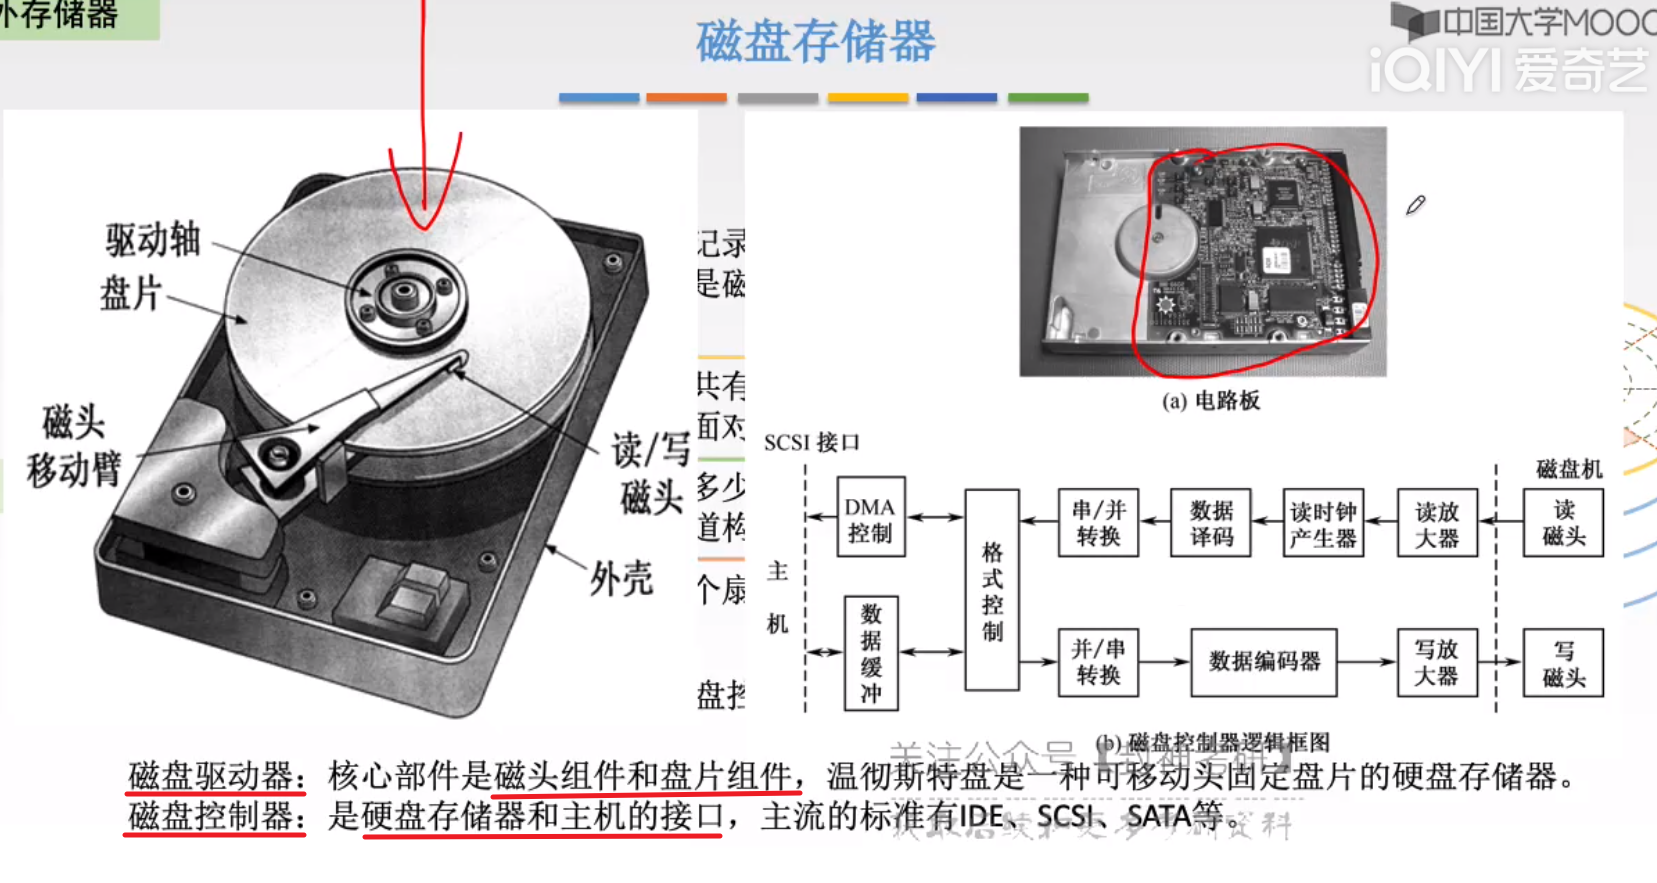 外存储器
磁盘存储器
中国大学MOOC
iQIYI 爱奇艺
驱动轴
盘片
磁头
移动臂
读/写
磁头
外壳
记录
是磁
共有
面对
多少
道构
个扇
盘控
(a) 电路板
SCSI 接口
磁盘机
主
机
DMA
控制
数
据
缓
冲
格
式
控
制
串/并
转换
数据
译码
读时钟
产生器
读放
大器
读
磁头
并/串
转换
数据编码器
写放
大器
写
磁头
(b) 磁盘控制器逻辑框图
关注公众号【封神考研】
磁盘驱动器：核心部件是磁头组件和盘片组件，温彻斯特盘是一种可移动头固定盘片的硬盘存储器。
磁盘控制器：是硬盘存储器和主机的接口，主流的标准有IDE、SCSI、SATA等。